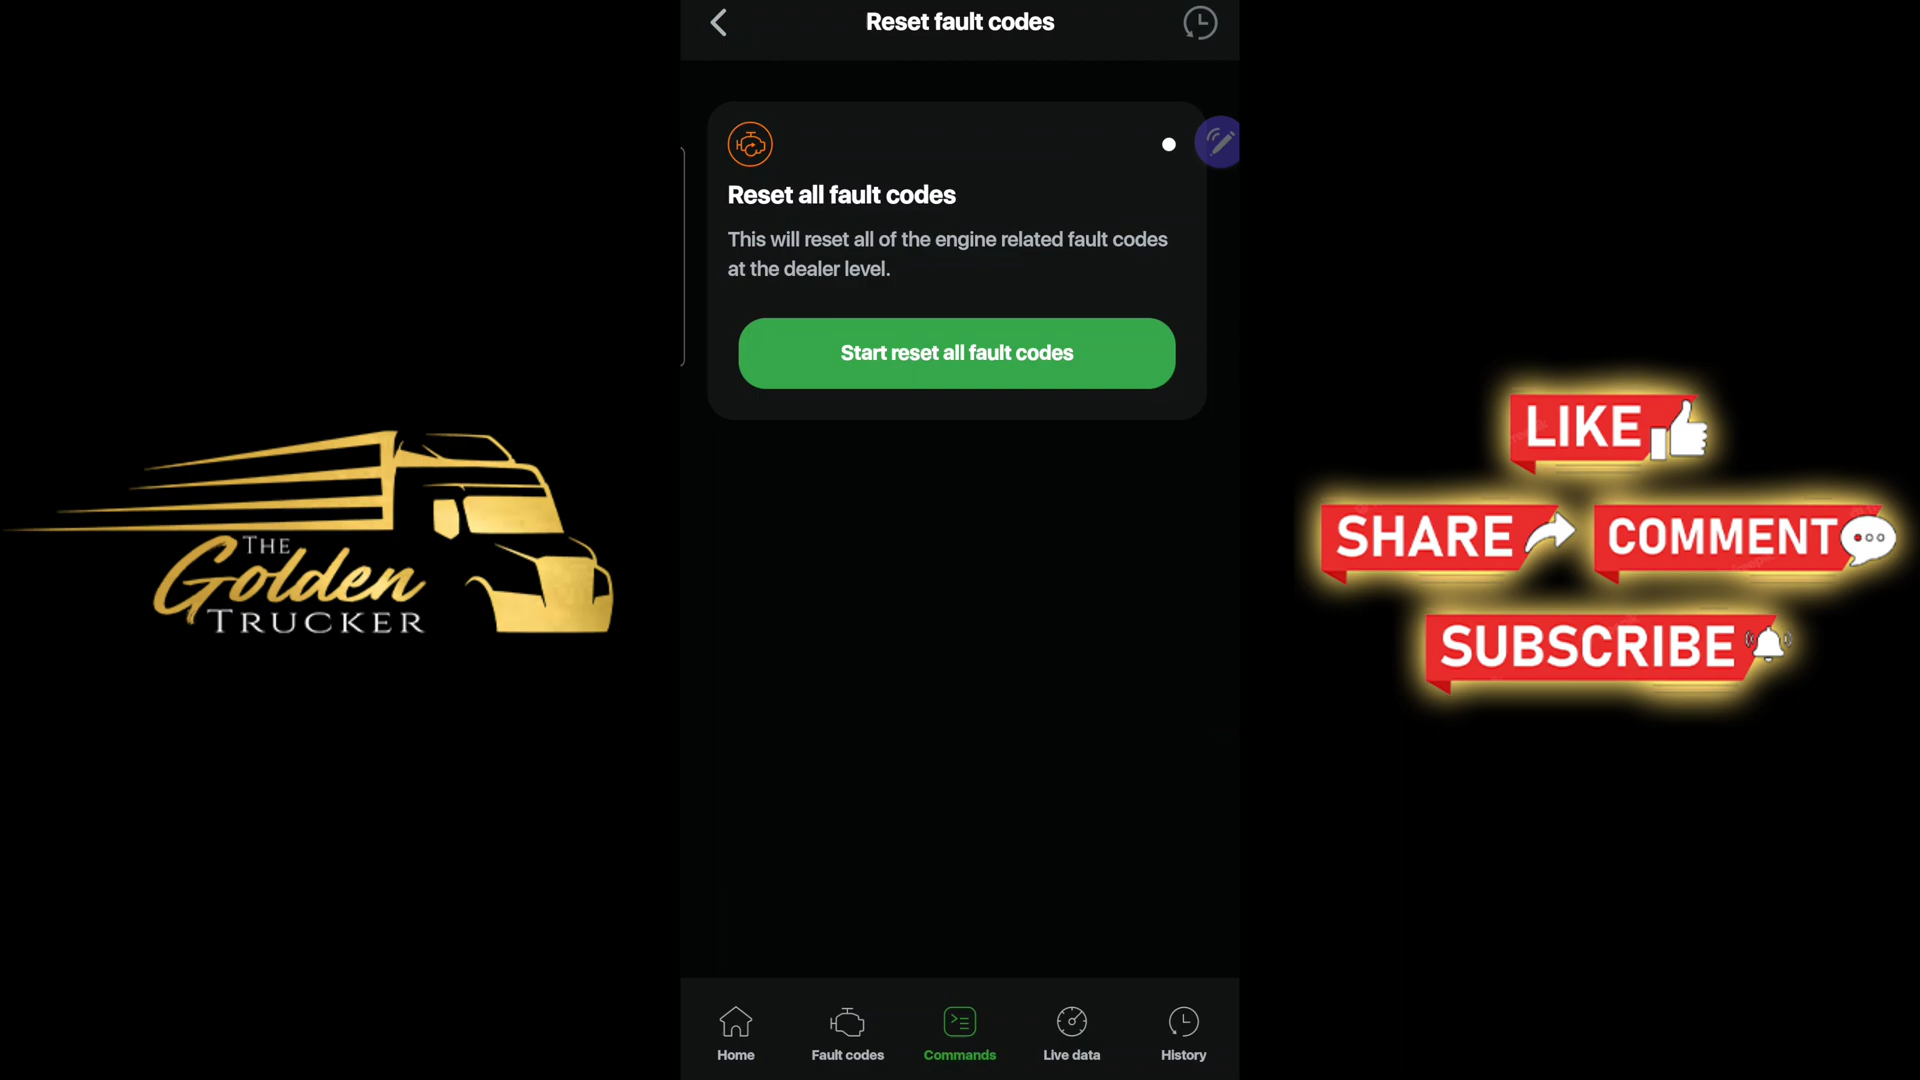 Reset fault codes
Reset all fault codes
This will reset all of the engine related fault codes
at the dealer level.
Start reset all fault codes
THE
Golden
TRUCKER
LIKE
SHARE
COMMENT
SUBSCRIBE
Home
Fault codes
Commands
Live data
History